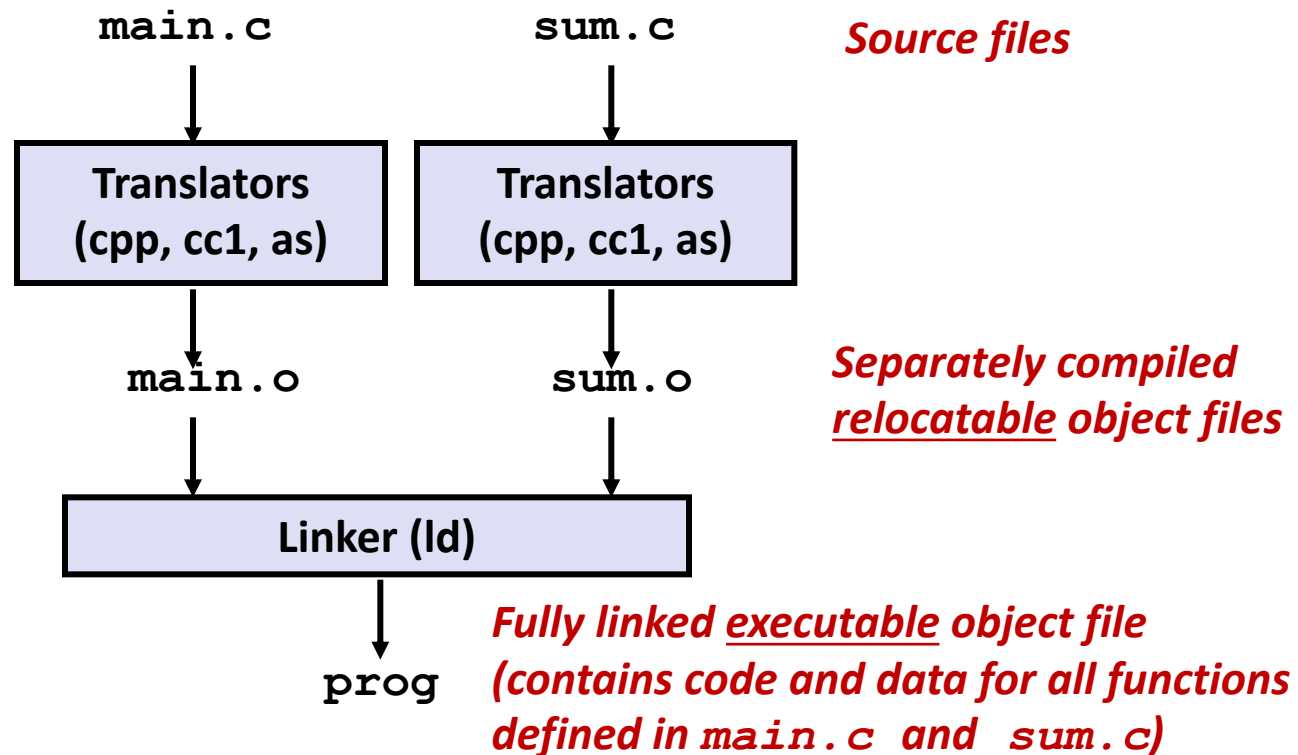 main.c
sum.c
Source files
Translators
(cpp, cc1, as)
Translators
(cpp, cc1, as)
main.o
sum.o
Separately compiled
relocatable object files
Linker (ld)
prog
Fully linked executable object file
(contains code and data for all functions
defined in main.c and sum.c)